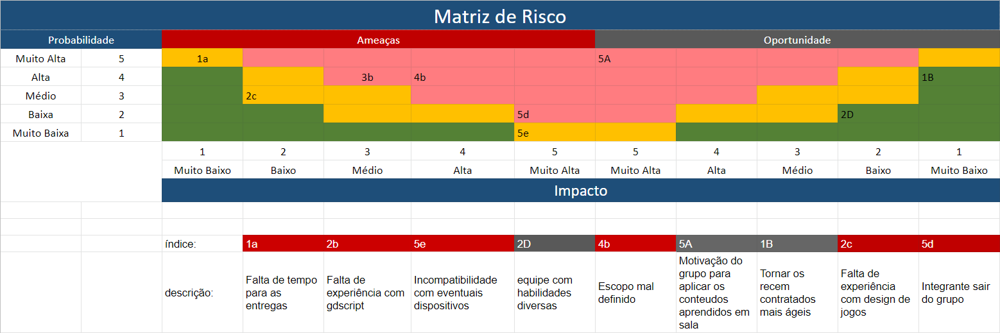 Matriz de Risco
Probabilidade Ameaças Oportunidade
Muito Alta 5 1a 5A
Alta 4 3b 4b 1B
Médio 3 2c
Baixa 2 5d 2D
Muito Baixa 1 5e
1 2 3 4 5 5 4 3 2 1
Muito Baixo Baixo Médio Alta Muito Alta Muito Alta Alta Médio Baixo Muito Baixo
Impacto
índice: 1a 2b 5e 2D 4b 5A 1B 2c 5d
descrição:
Falta de tempo
para as
entregas
Falta de
experiência com
gdscript
Incompatibilidade
com eventuais
dispositivos
equipe com
habilidades
diversas
Escopo mal
definido
Motivação do
grupo para
aplicar os
conteudos
aprendidos em
sala
Tornar os
recem
contratados
mais ágeis
Falta de
experiência
com design de
jogos
Integrante sair
do grupo